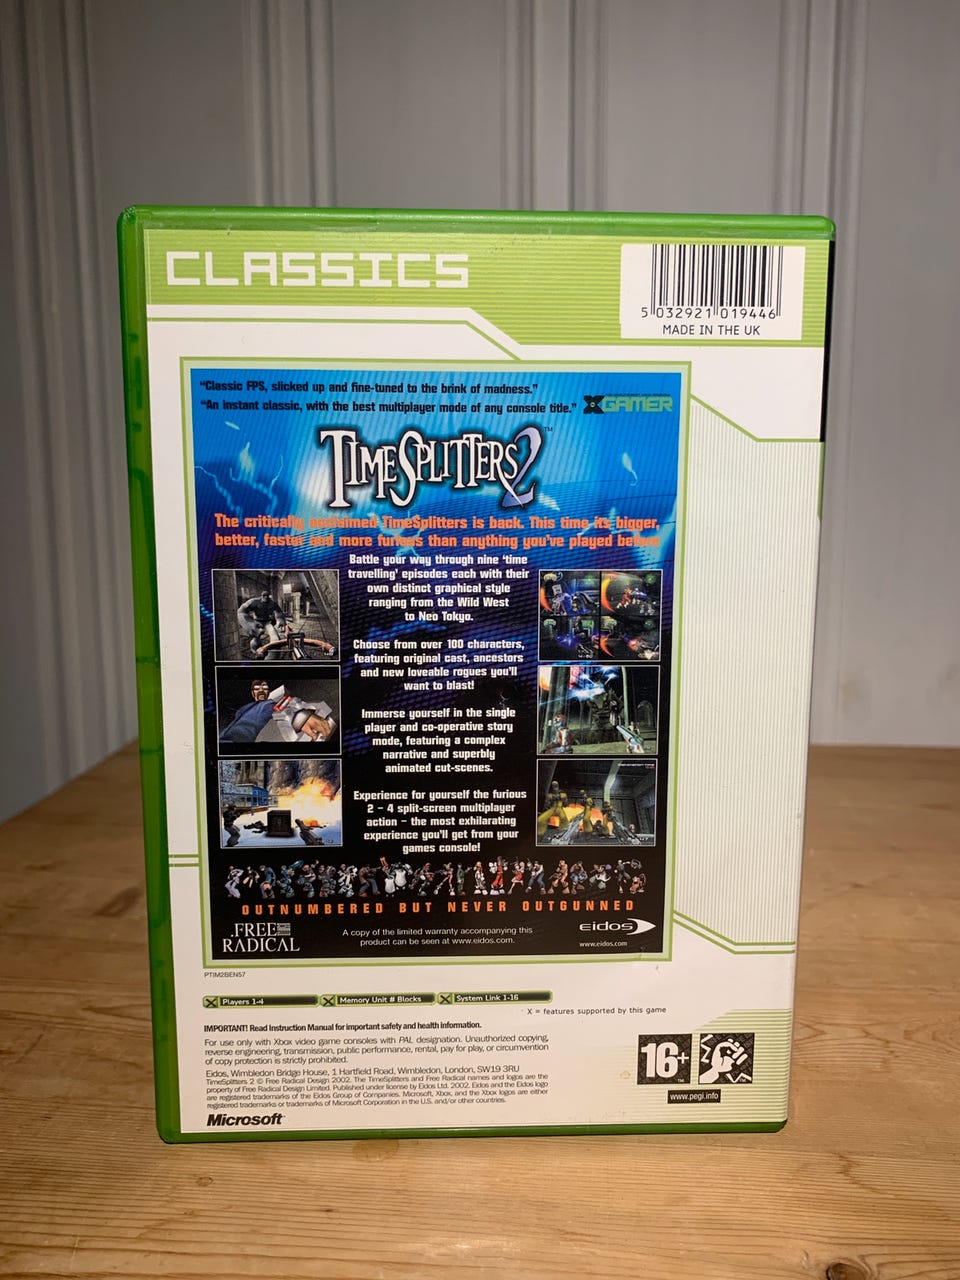 CLASSICS
5 032921 019446
MADE IN THE UK
“Classic FPS, slicked up and fine-tuned to the brink of madness.”
“An instant classic, with the best multiplayer mode of any console title.” XGAMER
TIMESPLITTERS 2™
The critically acclaimed TimeSplitters is back. This time its bigger,
better, faster and more furious than anything you've played before
Battle your way through nine ‘time
travelling’ episodes each with their
own distinct graphical style
ranging from the Wild West
to Neo Tokyo.
Choose from over 100 characters,
featuring original cast, ancestors
and new loveable rogues you'll
want to blast!
Immerse yourself in the single
player and co-operative story
mode, featuring a complex
narrative and superbly
animated cut-scenes.
Experience for yourself the furious
2 – 4 split-screen multiplayer
action – the most exhilarating
experience you'll get from your
games console!
OUTNUMBERED BUT NEVER OUTGUNNED
FREE
RADICAL
A copy of the limited warranty accompanying this
product can be seen at www.eidos.com.
eidos
www.eidos.com
PTIM2BEN57
X Players 1-4
X Memory Unit # Blocks
X System Link 1-16
X = features supported by this game
IMPORTANT! Read Instruction Manual for important safety and health information.
For use only with Xbox video game consoles with PAL designation. Unauthorized copying,
reverse engineering, transmission, public performance, rental, pay for play, or circumvention
of copy protection is strictly prohibited.
Eidos, Wimbledon Bridge House, 1 Hartfield Road, Wimbledon, London, SW19 3RU
TimeSplitters 2 © Free Radical Design 2002. The TimeSplitters and Free Radical names and logos are the
property of Free Radical Design Limited. Published under license by Eidos Ltd. 2002. Eidos and the Eidos logo
are registered trademarks of the Eidos Group of Companies. Microsoft, Xbox, and the Xbox logos are either
registered trademarks or trademarks of Microsoft Corporation in the U.S. and/or other countries.
Microsoft
16+
™
www.pegi.info